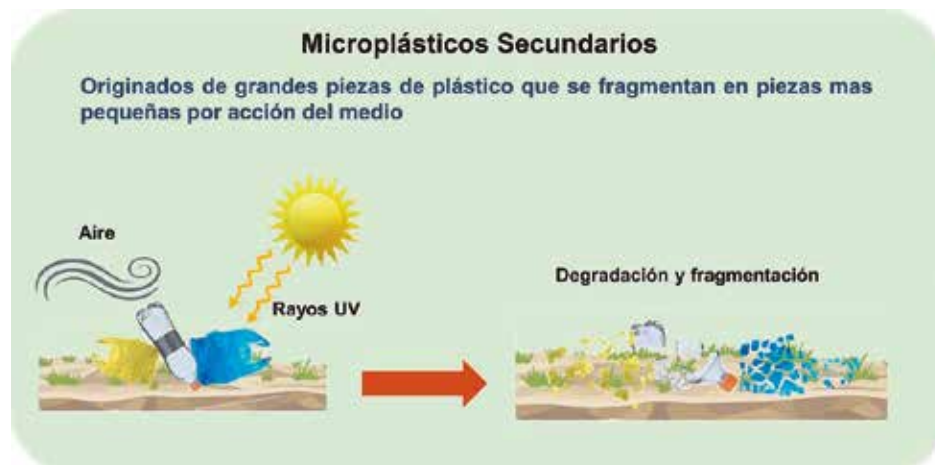 Microplásticos Secundarios
Originados de grandes piezas de plástico que se fragmentan en piezas mas
pequeñas por acción del medio
Aire
Rayos UV
Degradación y fragmentación